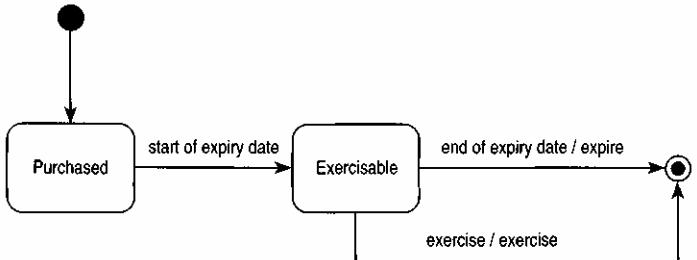 start of expiry date
end of expiry date / expire
Purchased
Exercisable
exercise / exercise